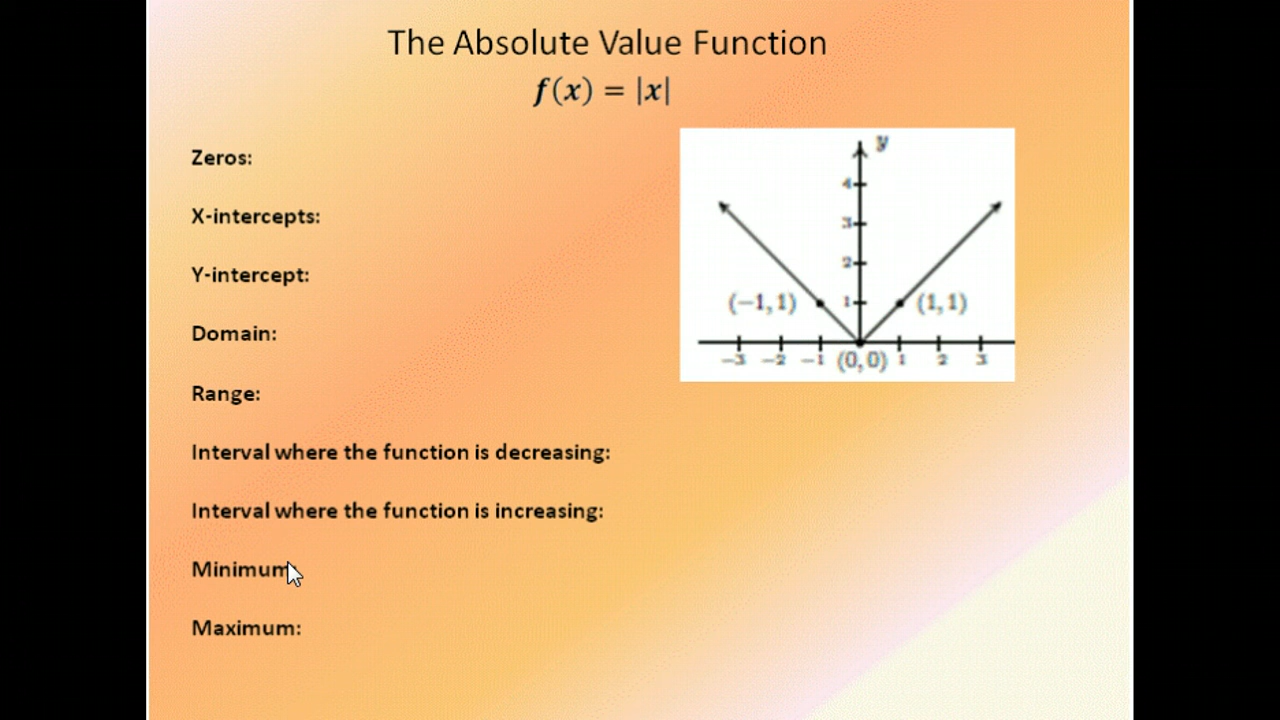 The Absolute Value Function
f(x) = |x|
Zeros:
X-intercepts:
Y-intercept:
Domain:
Range:
Interval where the function is decreasing:
Interval where the function is increasing:
Minimum
Maximum:
y
4
3
2
(−1, 1) 1 (1, 1)
−3 −2 −1 (0, 0) 1 2 3